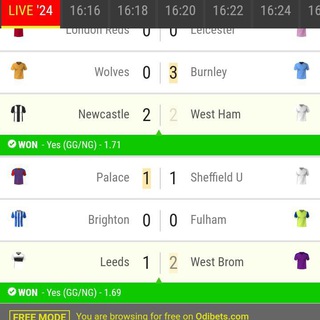 LIVE '24 16:16 16:18 16:20 16:22 16:24 16
London Reds 0 0 Leicester
Wolves 0 3 Burnley
Newcastle 2 2 West Ham
WON - Yes (GG/NG) - 1.71
Palace 1 1 Sheffield U
Brighton 0 0 Fulham
Leeds 1 2 West Brom
WON - Yes (GG/NG) - 1.69
FREE MODE You are browsing for free on Odibets.com